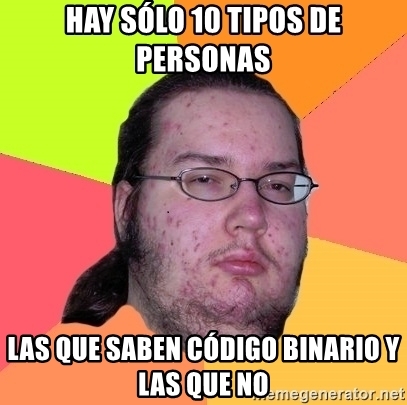 HAY SÓLO 10 TIPOS DE
PERSONAS
LAS QUE SABEN CÓDIGO BINARIO Y
LAS QUE NO
memegenerator.net